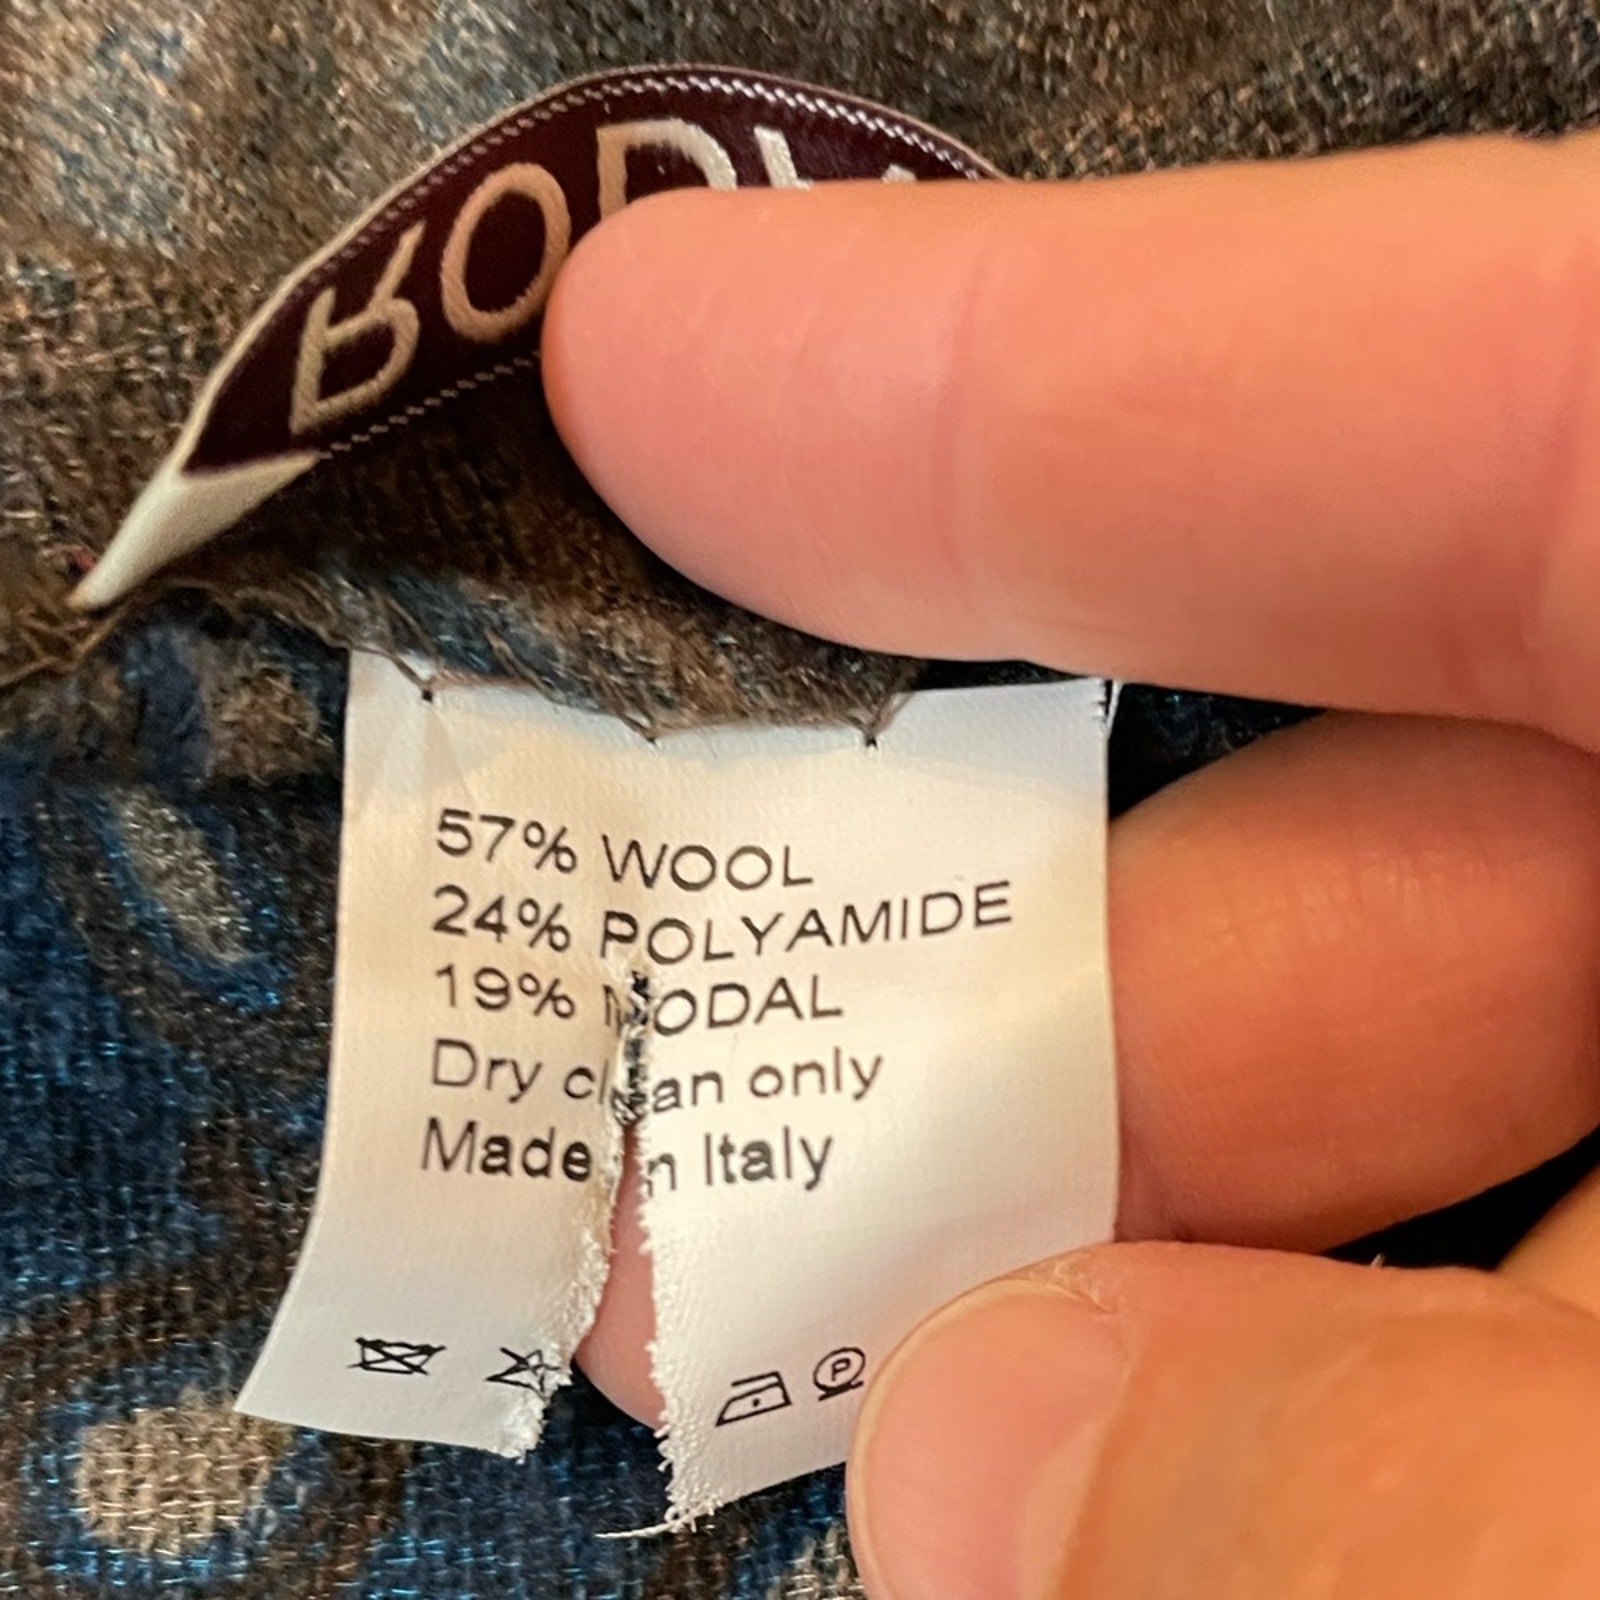 57% WOOL
24% POLYAMIDE
19% MODAL
Dry clean only
Made in Italy
P